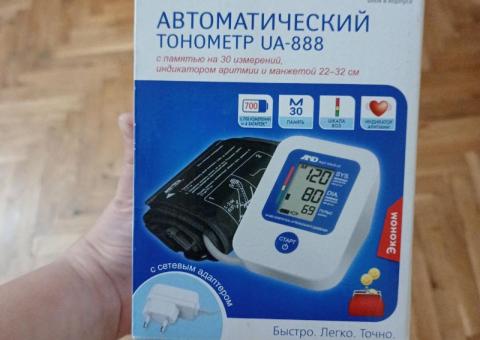 АВТОМАТИЧЕСКИЙ
ТОНОМЕТР UA-888
с памятью на 30 измерений,
индикатором аритмии и манжетой 22–32 см
700
M
30
ПАМЯТЬ
ШКАЛА
ВОЗ
ИНДИКАТОР
АРИТМИИ
AND
120
SYS.
80
DIA.
69
СТАРТ
Эконом
с сетевым адаптером
Быстро. Легко. Точно.